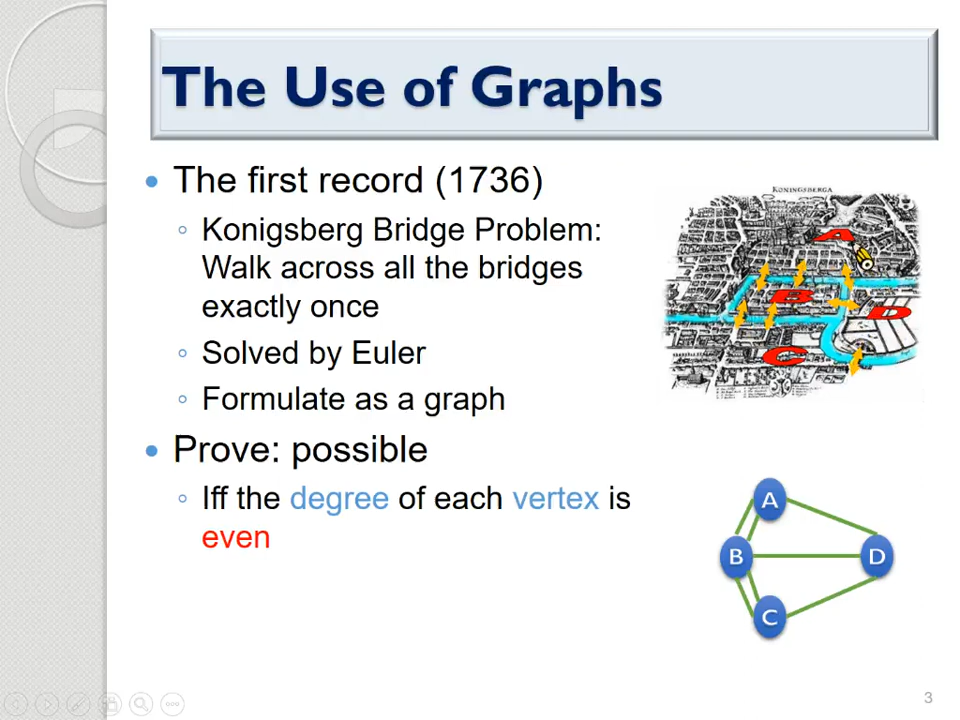 The Use of Graphs
The first record (1736)
Konigsberg Bridge Problem:
Walk across all the bridges
exactly once
Solved by Euler
Formulate as a graph
Prove: possible
Iff the degree of each vertex is
even
KONINGSBERGA
A
B
D
C
A
B
D
C
3